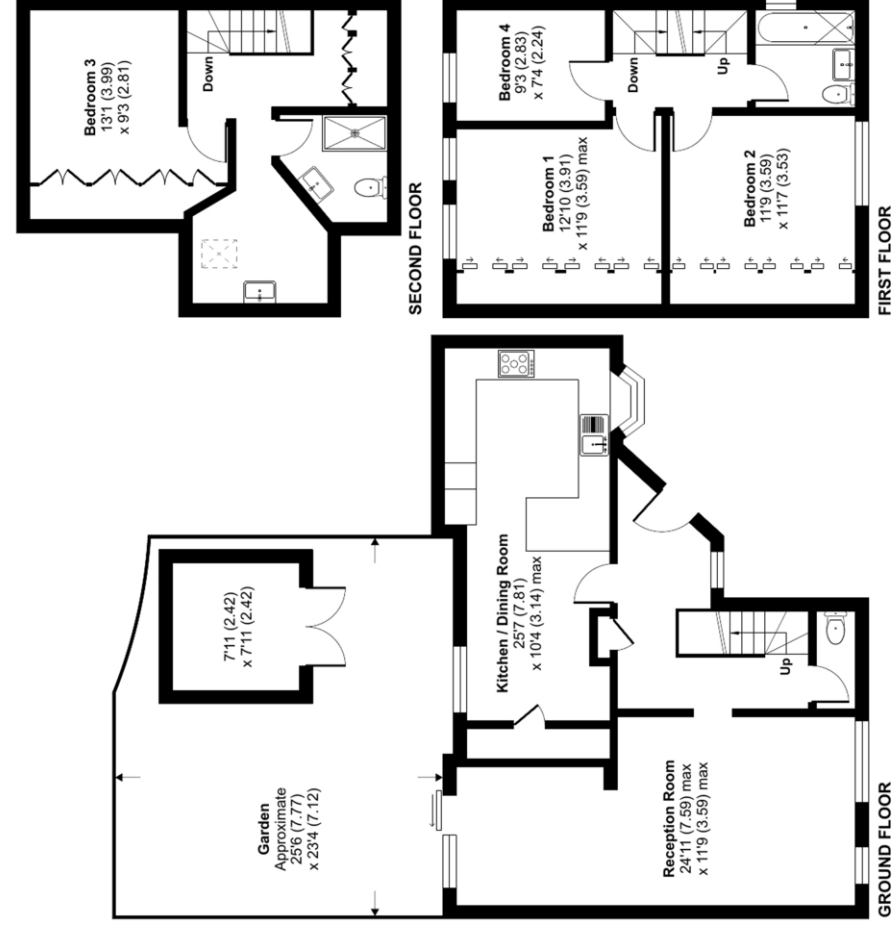 Garden
Approximate
25'6 (7.77)
x 23'4 (7.12)
7'11 (2.42)
x 7'11 (2.42)
Kitchen / Dining Room
25'7 (7.81)
x 10'4 (3.14) max
Reception Room
24'11 (7.59) max
x 11'9 (3.59) max
Up
GROUND FLOOR
Bedroom 3
13'1 (3.99)
x 9'3 (2.81)
Down
SECOND FLOOR
Bedroom 4
9'3 (2.83)
x 7'4 (2.24)
Down
Up
Bedroom 1
12'10 (3.91)
x 11'9 (3.59) max
Bedroom 2
11'9 (3.59)
x 11'7 (3.53)
FIRST FLOOR